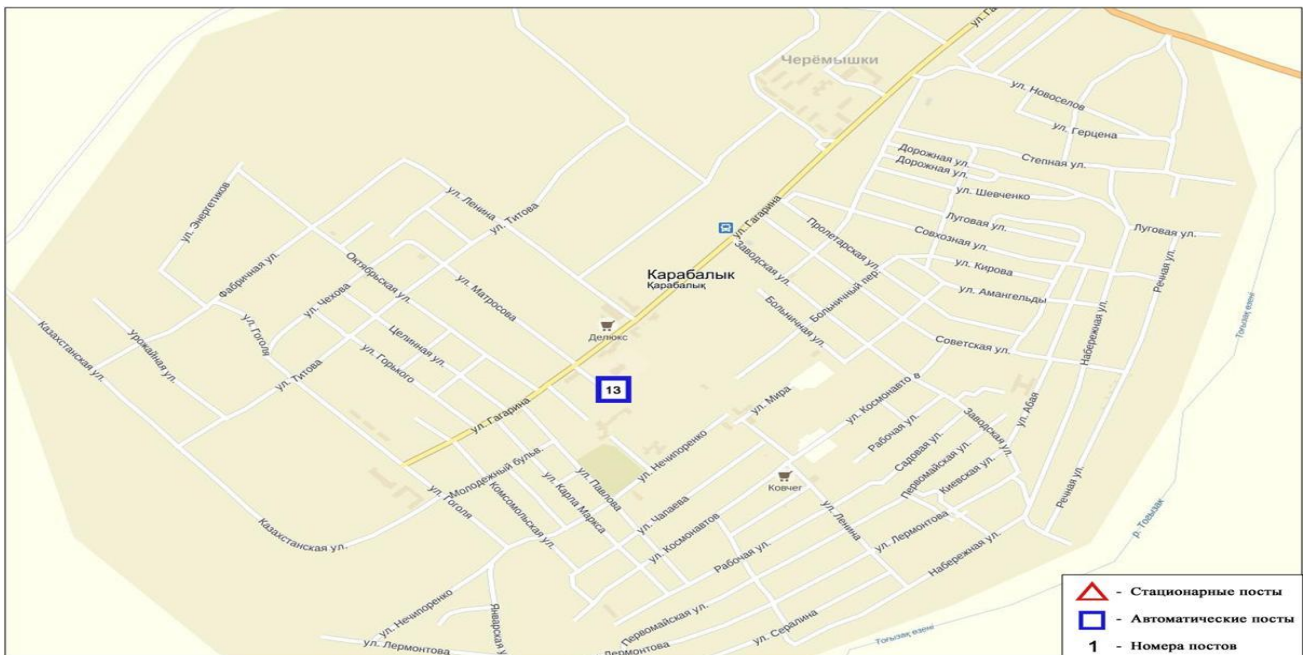 ул. Га
Черёмышки
ул. Новоселов
ул. Герцена
Дорожная ул.
Степная ул.
Дорожная ул.
ул. Энергетиков
ул. Ленина
ул. Шевченко
ул. Титова
Луговая ул.
Луговая ул.
ул. Гагарина
Пролетарская ул.
Совхозная ул.
Октябрьская ул.
Заводская ул.
Фабричная ул.
ул. Кирова
Речная ул.
Карабалык
Қарабалық
ул. Чехова
ул. Матросова
Больничный пер.
ул. Амангельды
Больничная ул.
Тоғызақ өзені
Казахстанская ул.
Урожайная ул.
ул. Гоголя
Целинная ул.
Делюкс
Набережная ул.
ул. Горького
Советская ул.
ул. Титова
13
ул. Мира
ул. Космонавто в
ул. Гагарина
ул. Абая
Рабочая ул.
Заводская ул.
ул. Нечипоренко
Садовая ул.
Молодежный бульв.
Первомайская ул.
Киевская ул.
Ковчег
ул. Павлова
Речная ул.
ул. Гоголя
Комсомольская ул.
ул. Карла Маркса
ул. Чапаева
ул. Ленина
р. Тогызак
Казахстанская ул.
ул. Космонавтов
ул. Лермонтова
Рабочая ул.
Набережная ул.
ул. Нечипоренко
Январская у
Первомайская ул.
ул. Сералина
Тоғызақ өзені
ул. Лермонтова
Лермонтова
- Стационарные посты
- Автоматические посты
1 - Номера постов